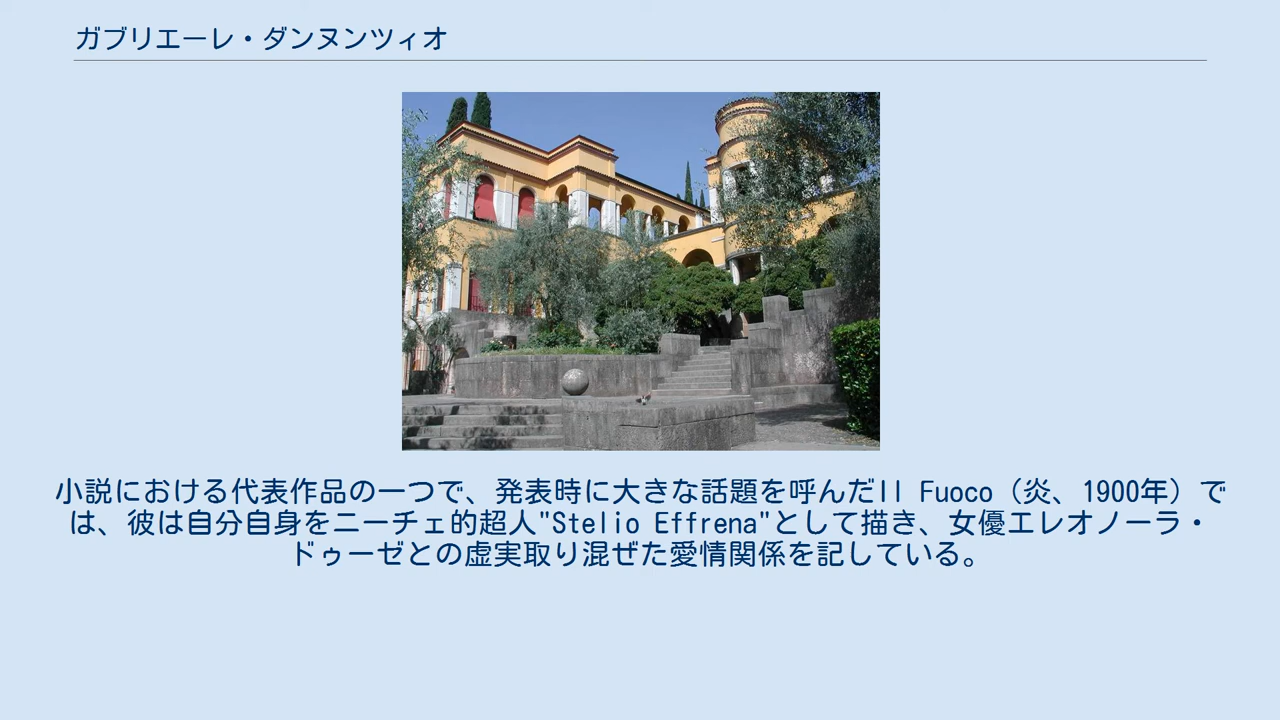 ガブリエーレ・ダンヌンツィオ
小説における代表作品の一つで、発表時に大きな話題を呼んだIl Fuoco（炎、1900年）で
は、彼は自分自身をニーチェ的超人"Stelio Effrena"として描き、女優エレオノーラ・
ドゥーゼとの虚実取り混ぜた愛情関係を記している。